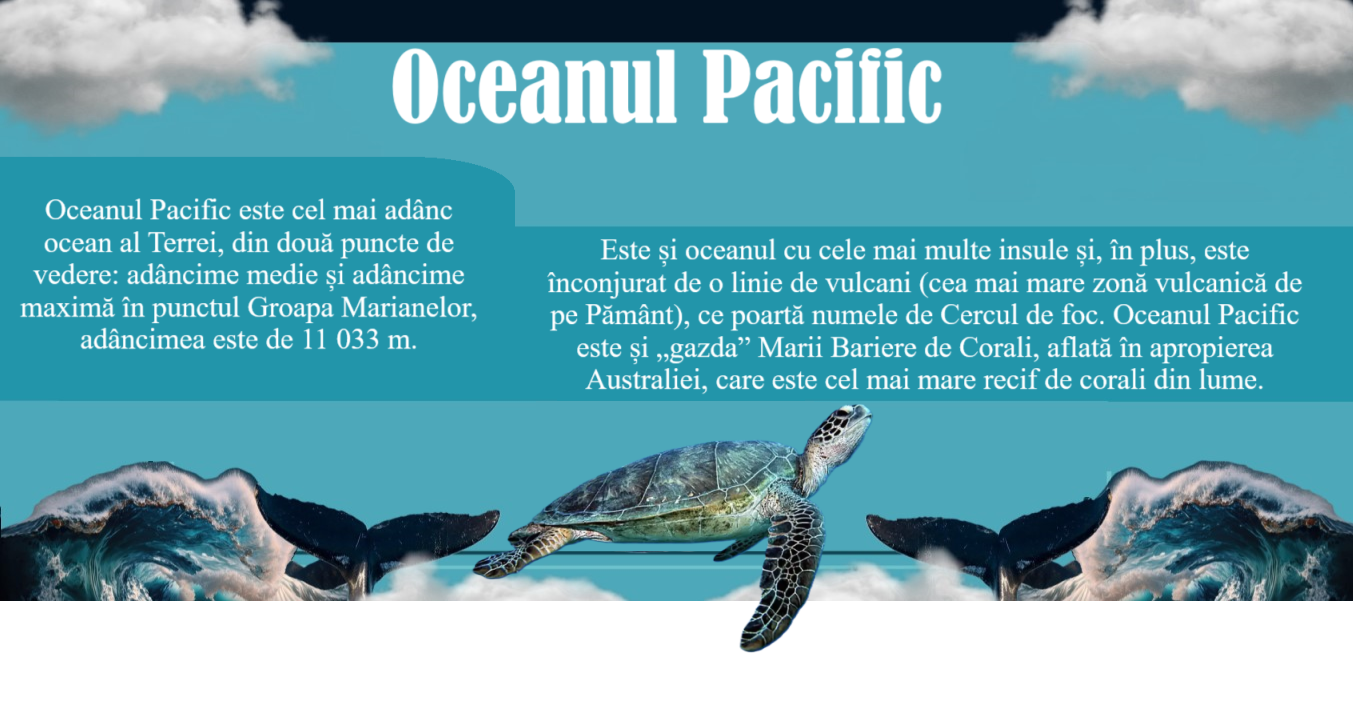 Oceanul Pacific
Oceanul Pacific este cel mai adânc
ocean al Terrei, din două puncte de
vedere: adâncime medie și adâncime
maximă în punctul Groapa Marianelor,
adâncimea este de 11 033 m.
Este și oceanul cu cele mai multe insule și, în plus, este
înconjurat de o linie de vulcani (cea mai mare zonă vulcanică de
pe Pământ), ce poartă numele de Cercul de foc. Oceanul Pacific
este și „gazda” Marii Bariere de Corali, aflată în apropierea
Australiei, care este cel mai mare recif de corali din lume.